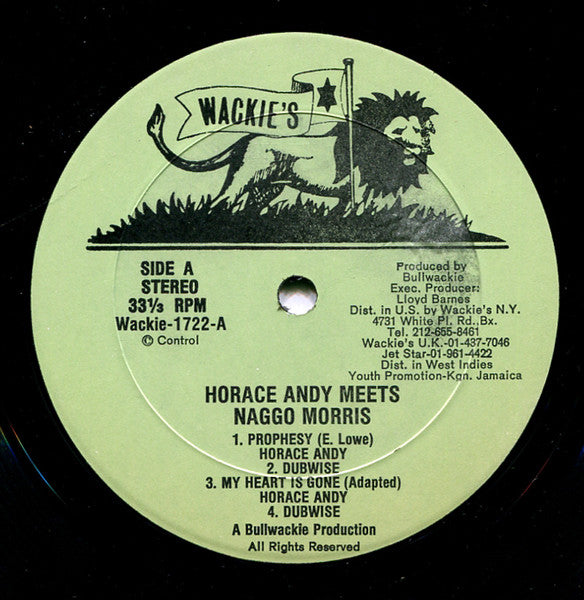 WACKIE'S
SIDE A
STEREO
33⅓ RPM
Wackie-1722-A
© Control
Produced by
Bullwackie
Exec. Producer:
Lloyd Barnes
Dist. in U.S. by Wackie's N.Y.
4731 White Pl. Rd.,Bx.
Tel. 212-655-8461
Wackie's U.K.-01-437-7046
Jet Star-01-961-4422
Dist. in West Indies
Youth Promotion-Kgn. Jamaica
HORACE ANDY MEETS
NAGGO MORRIS
1. PROPHESY (E. Lowe)
HORACE ANDY
2. DUBWISE
3. MY HEART IS GONE (Adapted)
HORACE ANDY
4. DUBWISE
A Bullwackie Production
All Rights Reserved